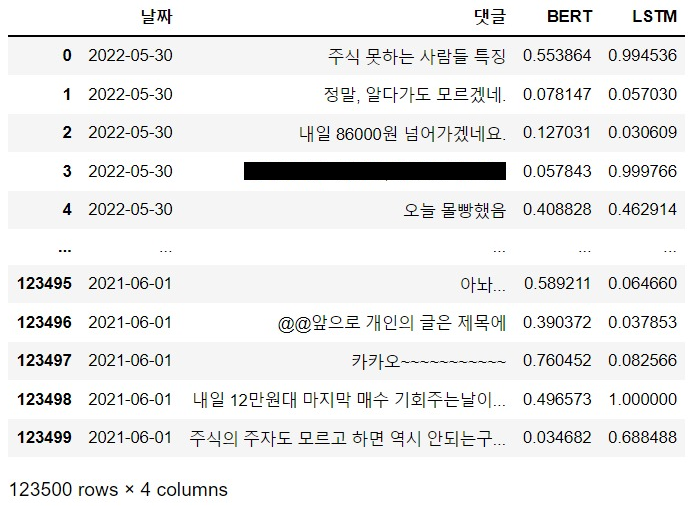 날짜 댓글 BERT LSTM
0 2022-05-30 주식 못하는 사람들 특징 0.553864 0.994536
1 2022-05-30 정말, 알다가도 모르겠네. 0.078147 0.057030
2 2022-05-30 내일 86000원 넘어가겠네요. 0.127031 0.030609
3 2022-05-30 0.057843 0.999766
4 2022-05-30 오늘 몰빵했음 0.408828 0.462914
... ... ... ... ...
123495 2021-06-01 아놔... 0.589211 0.064660
123496 2021-06-01 @@앞으로 개인의 글은 제목에 0.390372 0.037853
123497 2021-06-01 카카오~~~~~~~~~~~ 0.760452 0.082566
123498 2021-06-01 내일 12만원대 마지막 매수 기회주는날이... 0.496573 1.000000
123499 2021-06-01 주식의 주자도 모르고 하면 역시 안되는구... 0.034682 0.688488
123500 rows × 4 columns